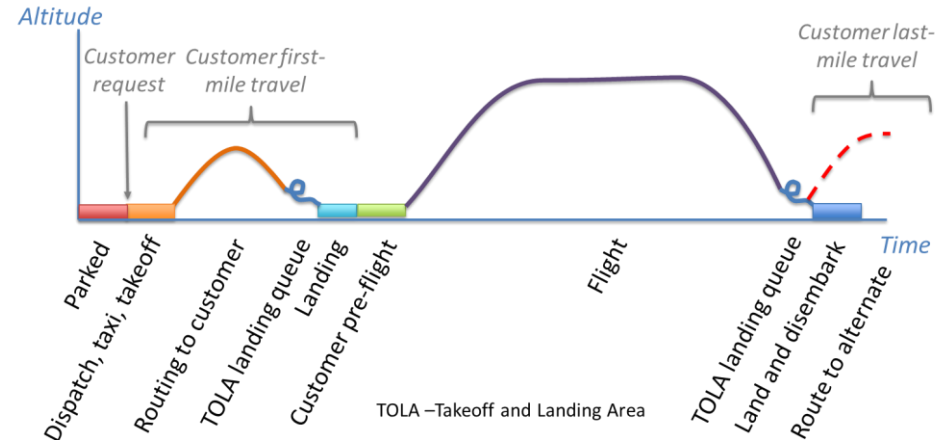 Altitude
Customer
request
Customer first-
mile travel
Customer last-
mile travel
Time
Parked
Dispatch, taxi, takeoff
Routing to customer
TOLA landing queue
Landing
Customer pre-flight
Flight
TOLA landing queue
Land and disembark
Route to alternate
TOLA –Takeoff and Landing Area